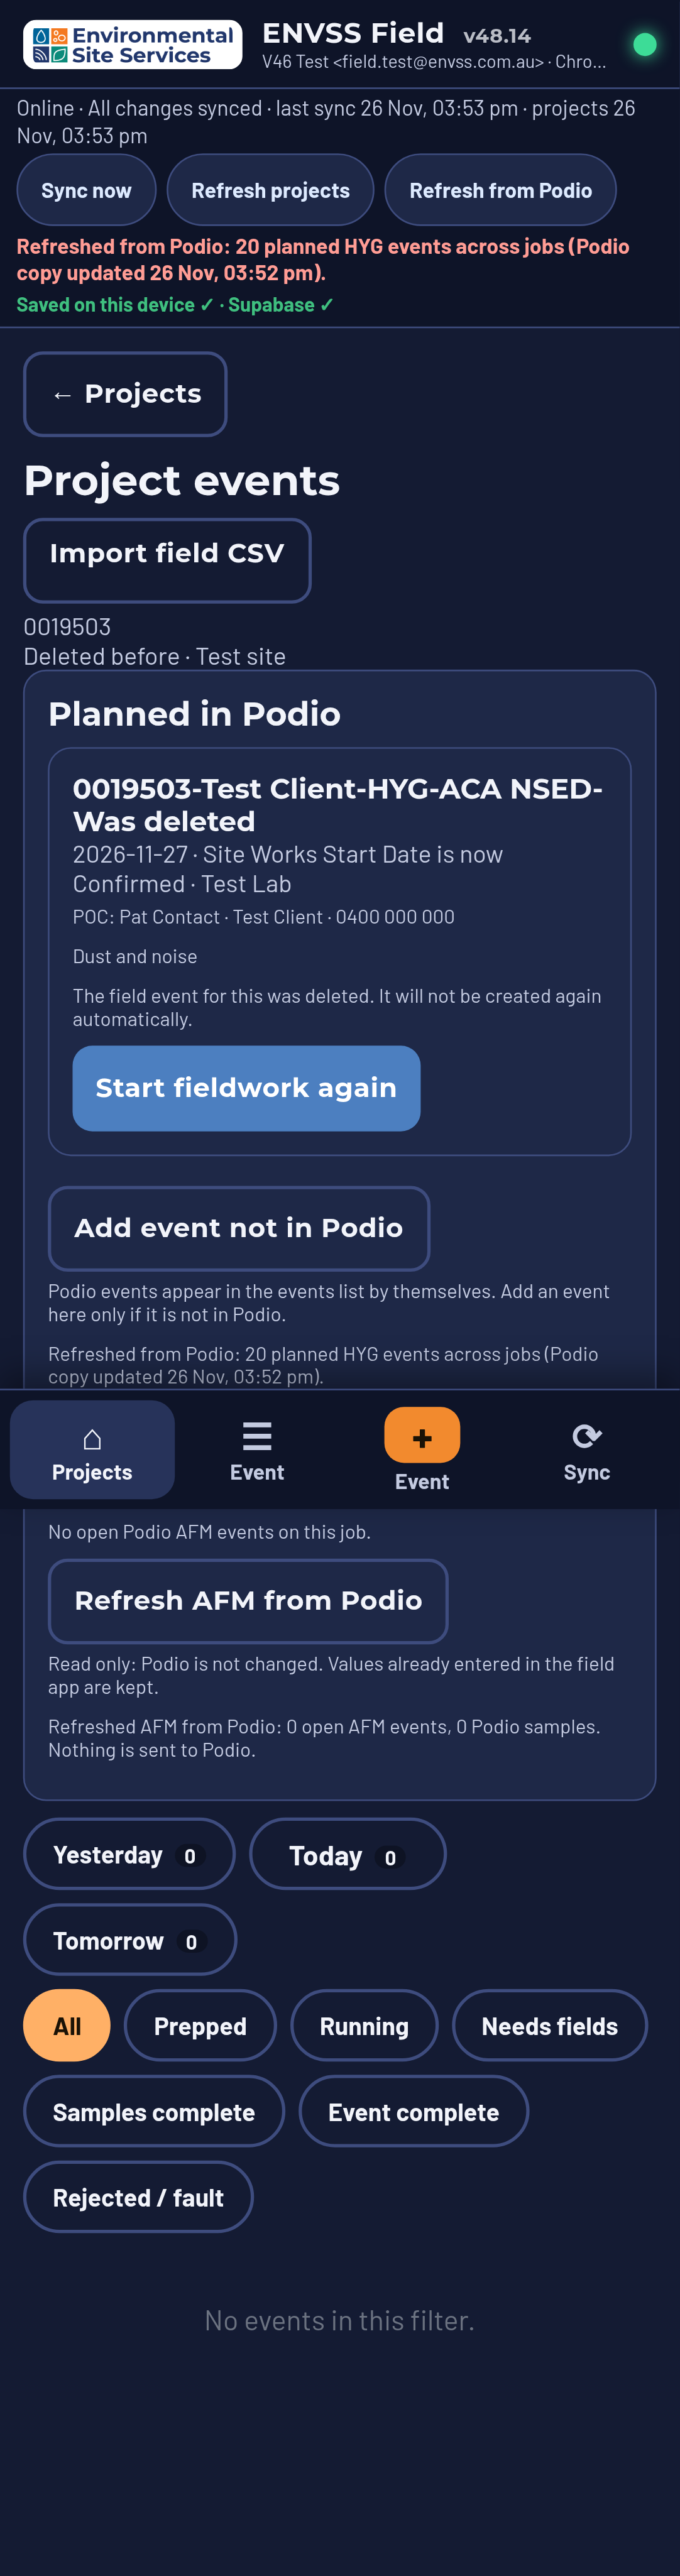 Environmental
Site Services
ENVSS Field v48.14
V46 Test <field.test@envss.com.au> · Chro...
Online · All changes synced · last sync 26 Nov, 03:53 pm · projects 26
Nov, 03:53 pm
Sync now
Refresh projects
Refresh from Podio
Refreshed from Podio: 20 planned HYG events across jobs (Podio
copy updated 26 Nov, 03:52 pm).
Saved on this device ✓ · Supabase ✓
← Projects
Project events
Import field CSV
0019503
Deleted before · Test site
Planned in Podio
0019503-Test Client-HYG-ACA NSED-
Was deleted
2026-11-27 · Site Works Start Date is now
Confirmed · Test Lab
POC: Pat Contact · Test Client · 0400 000 000
Dust and noise
The field event for this was deleted. It will not be created again
automatically.
Start fieldwork again
Add event not in Podio
Podio events appear in the events list by themselves. Add an event
here only if it is not in Podio.
Refreshed from Podio: 20 planned HYG events across jobs (Podio
copy updated 26 Nov, 03:52 pm).
Projects
Event
+
Event
Sync
No open Podio AFM events on this job.
Refresh AFM from Podio
Read only: Podio is not changed. Values already entered in the field
app are kept.
Refreshed AFM from Podio: 0 open AFM events, 0 Podio samples.
Nothing is sent to Podio.
Yesterday 0
Today 0
Tomorrow 0
All
Prepped
Running
Needs fields
Samples complete
Event complete
Rejected / fault
No events in this filter.